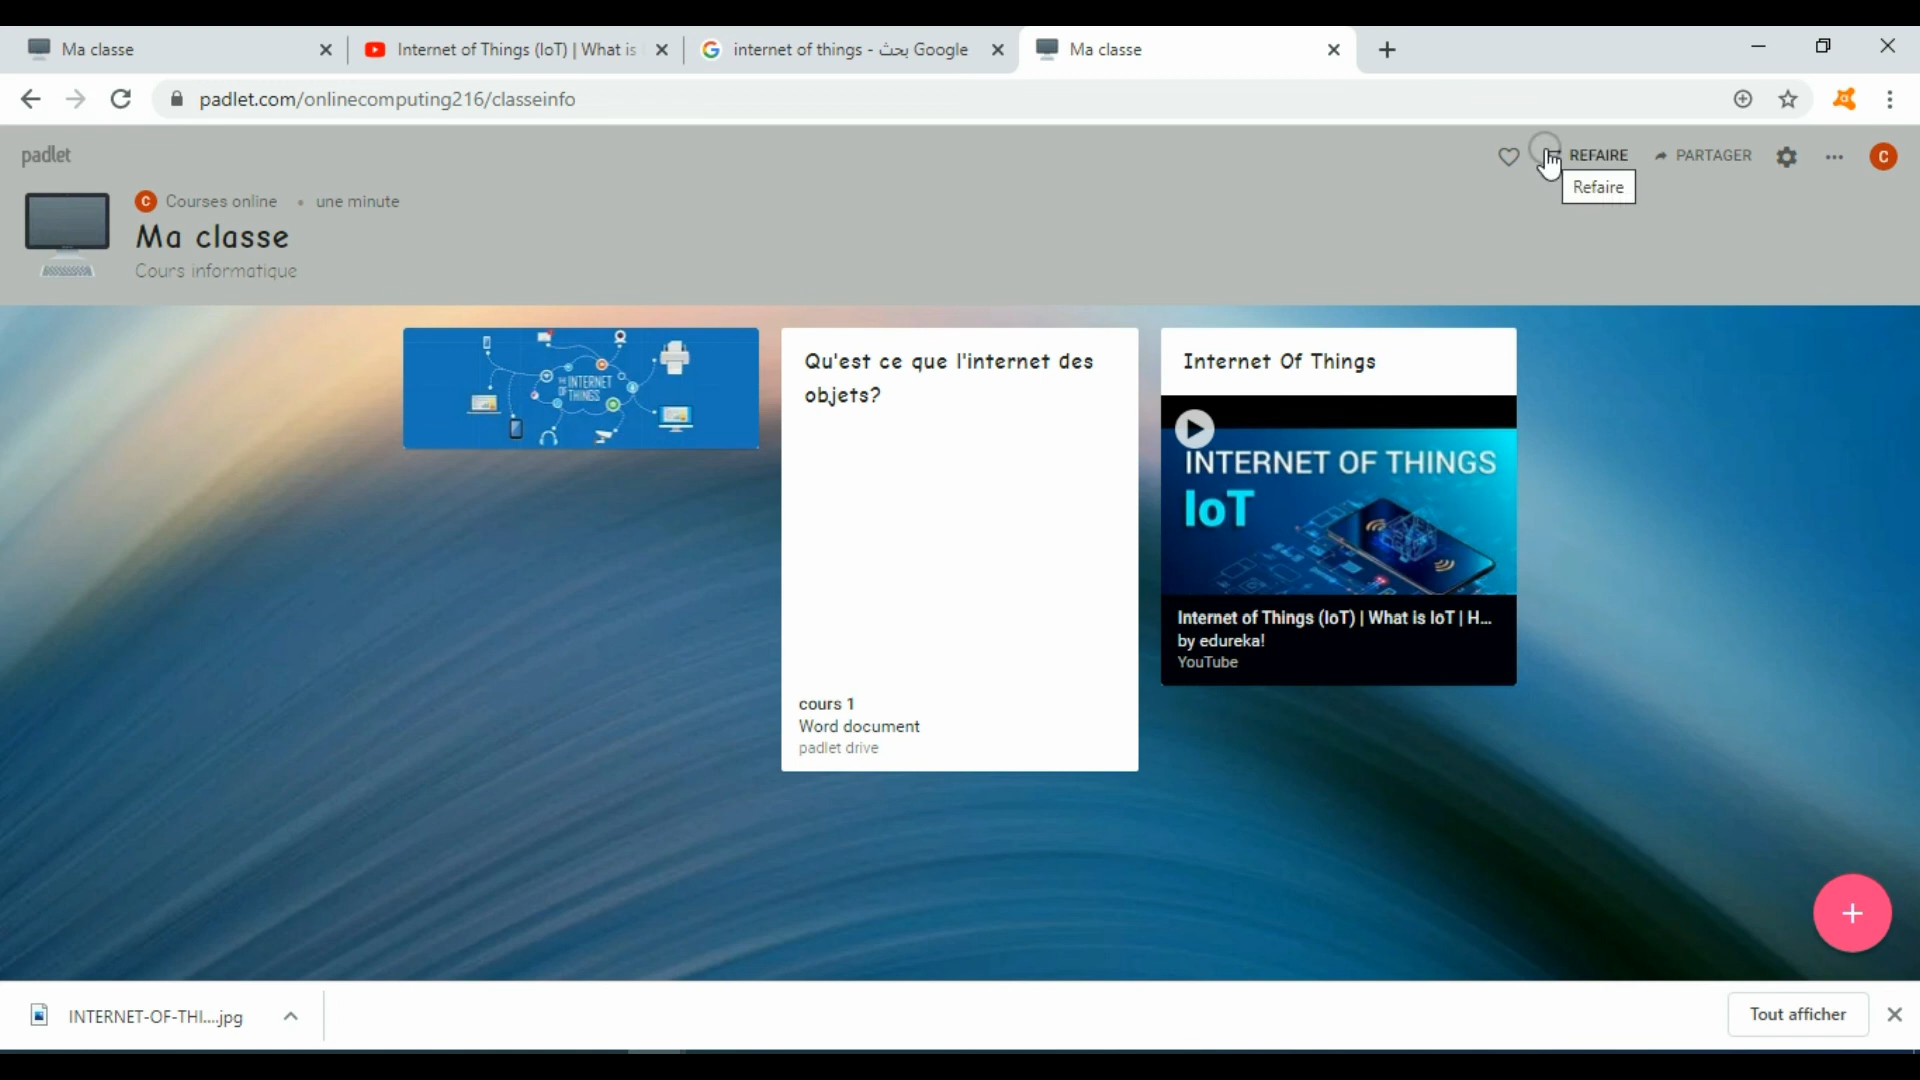 Ma classe
Internet of Things (IoT) | What is
internet of things - بحث Google
Ma classe
padlet.com/onlinecomputing216/classeinfo
padlet
REFAIRE
PARTAGER
C
Refaire
C Courses online • une minute
Ma classe
Cours informatique
THE INTERNET OF THINGS
Qu'est ce que l'internet des
objets?
cours 1
Word document
padlet drive
Internet Of Things
INTERNET OF THINGS
IoT
Internet of Things (IoT) | What is IoT | H...
by edureka!
YouTube
INTERNET-OF-THI....jpg
Tout afficher